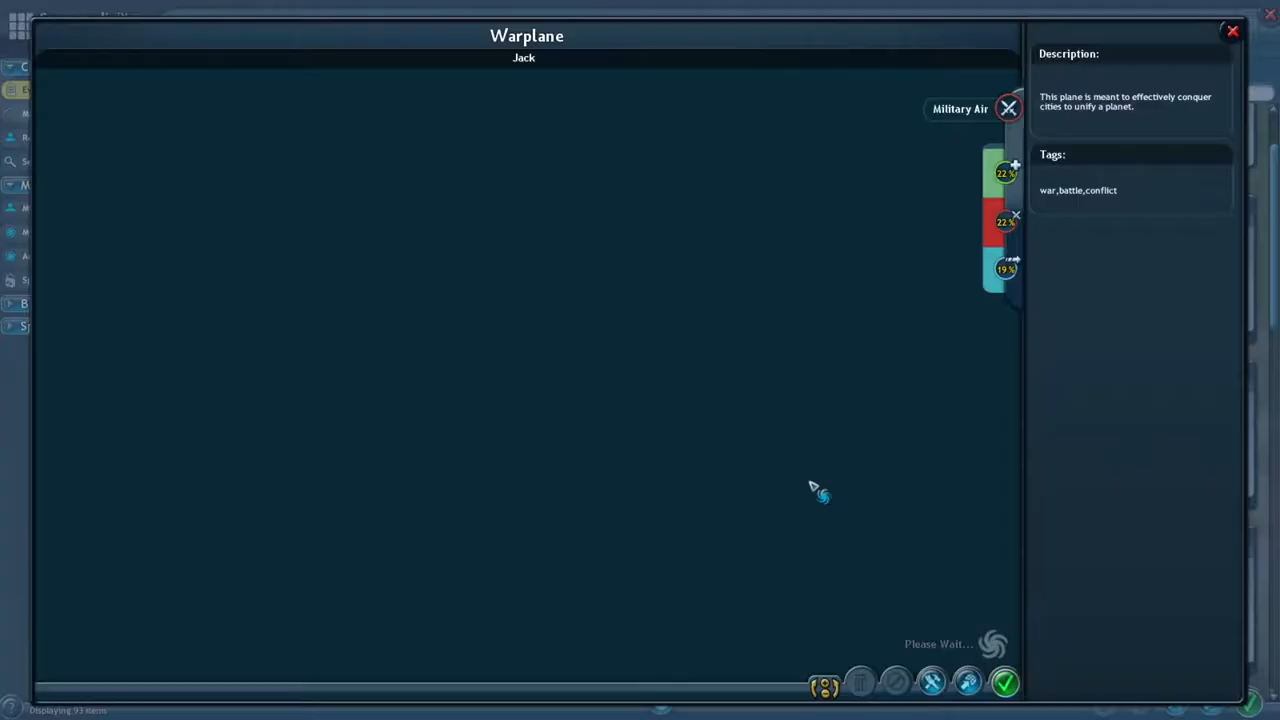 Warplane
Jack
Military Air
22 %
22 %
19 %
Description:
This plane is meant to effectively conquer
cities to unify a planet.
Tags:
war,battle,conflict
Please Wait...
Displaying 93 items